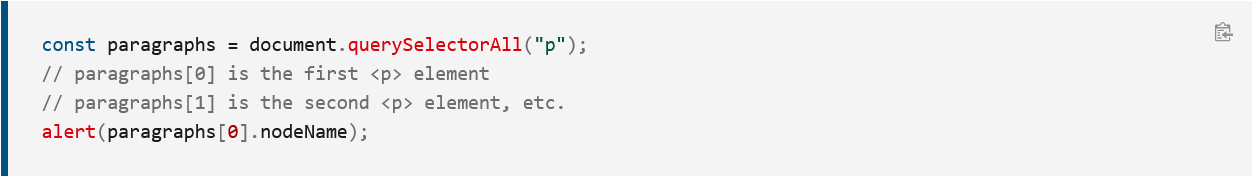 const paragraphs = document.querySelectorAll("p");
// paragraphs[0] is the first <p> element
// paragraphs[1] is the second <p> element, etc.
alert(paragraphs[0].nodeName);